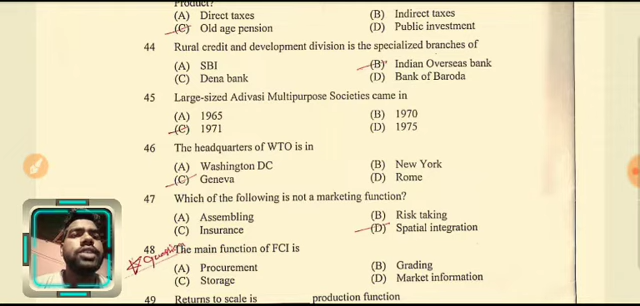 Product?
(A) Direct taxes (B) Indirect taxes
(C) Old age pension (D) Public investment
44 Rural credit and development division is the specialized branches of
(A) SBI (B) Indian Overseas bank
(C) Dena bank (D) Bank of Baroda
45 Large-sized Adivasi Multipurpose Societies came in
(A) 1965 (B) 1970
(C) 1971 (D) 1975
46 The headquarters of WTO is in
(A) Washington DC (B) New York
(C) Geneva (D) Rome
47 Which of the following is not a marketing function?
(A) Assembling (B) Risk taking
(C) Insurance (D) Spatial integration
48 The main function of FCI is
(A) Procurement (B) Grading
(C) Storage (D) Market information
49 Returns to scale is production function